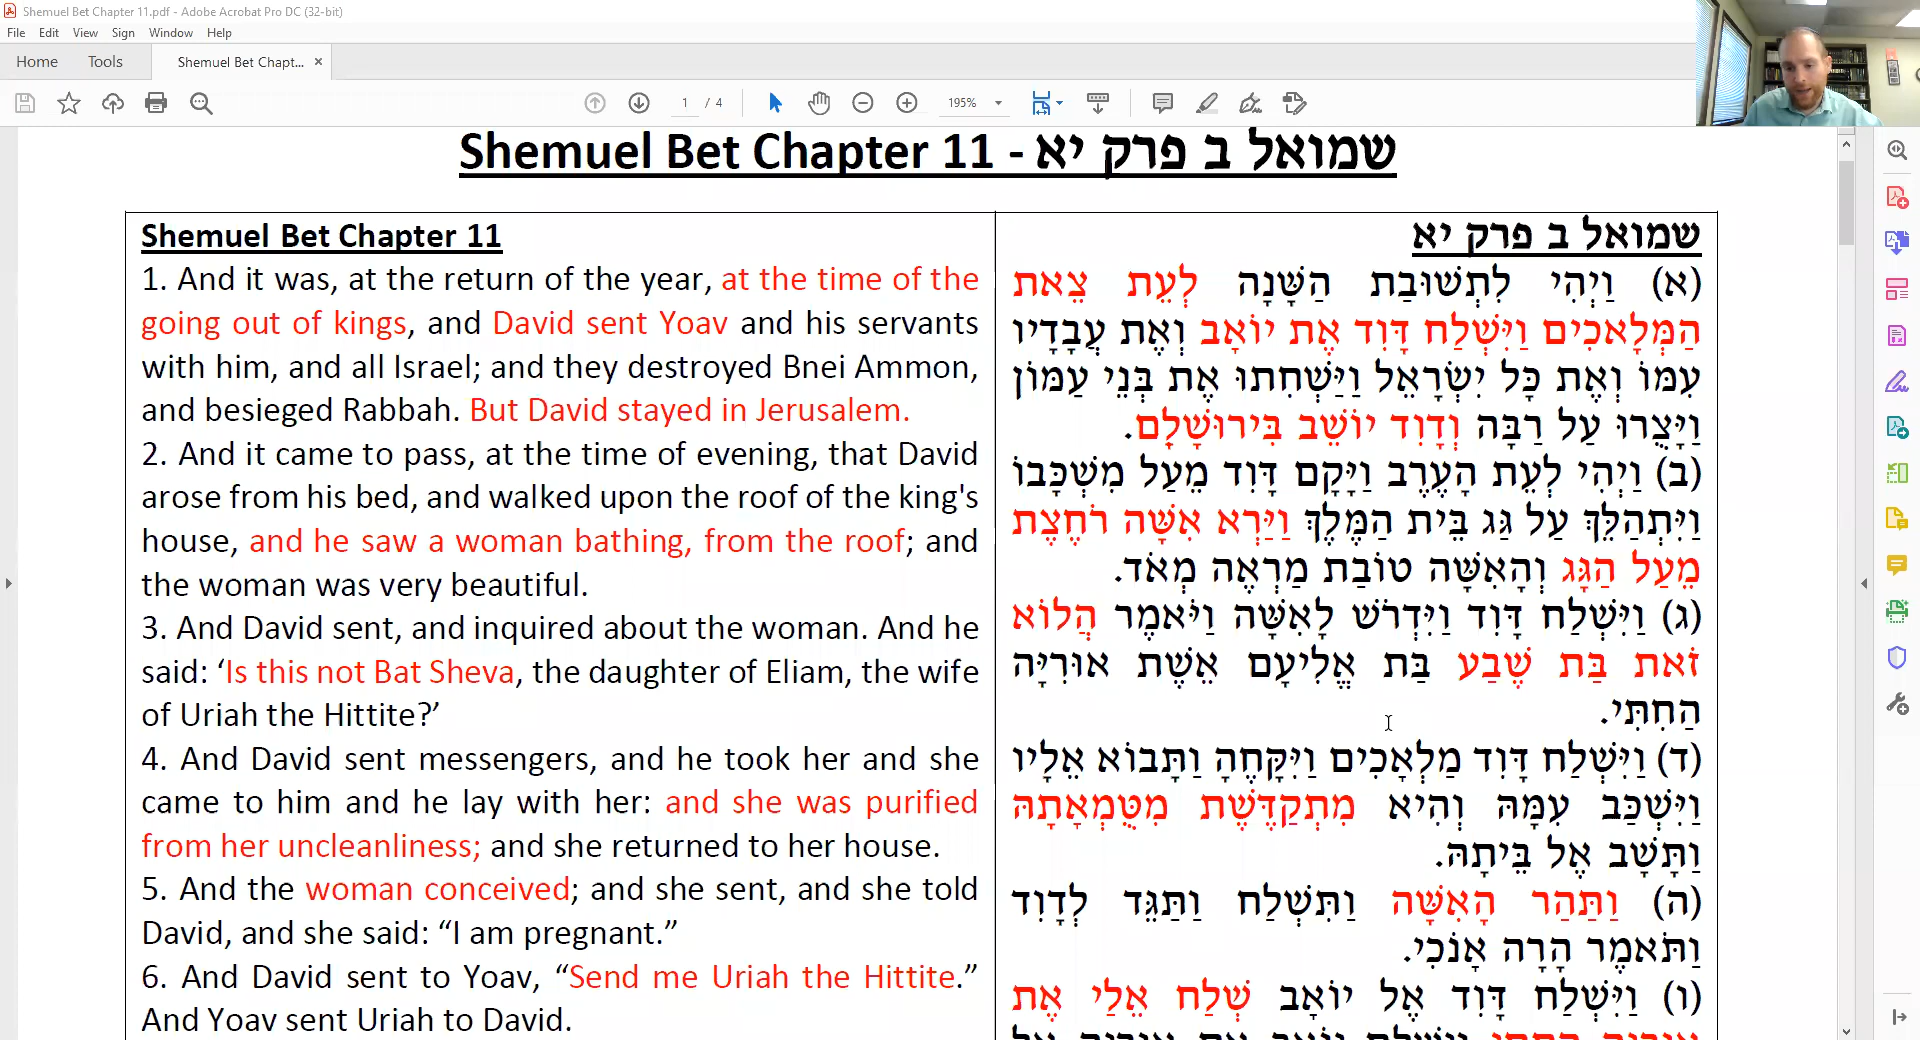 Shemuel Bet Chapter 11.pdf - Adobe Acrobat Pro DC (32-bit)
File Edit View Sign Window Help
Home Tools Shemuel Bet Chapt... ×
1 / 4 195%
Shemuel Bet Chapter 11 - שמואל ב פרק יא
Shemuel Bet Chapter 11
1. And it was, at the return of the year, at the time of the
going out of kings, and David sent Yoav and his servants
with him, and all Israel; and they destroyed Bnei Ammon,
and besieged Rabbah. But David stayed in Jerusalem.
2. And it came to pass, at the time of evening, that David
arose from his bed, and walked upon the roof of the king's
house, and he saw a woman bathing, from the roof; and
the woman was very beautiful.
3. And David sent, and inquired about the woman. And he
said: ‘Is this not Bat Sheva, the daughter of Eliam, the wife
of Uriah the Hittite?’
4. And David sent messengers, and he took her and she
came to him and he lay with her: and she was purified
from her uncleanliness; and she returned to her house.
5. And the woman conceived; and she sent, and she told
David, and she said: “I am pregnant.”
6. And David sent to Yoav, “Send me Uriah the Hittite.”
And Yoav sent Uriah to David.
שמואל ב פרק יא
(א) וַיְהִי לִתְשׁוּבַת הַשָּׁנָה לְעֵת צֵאת
הַמְּלָאכִים וַיִּשְׁלַח דָּוִד אֶת יוֹאָב וְאֶת עֲבָדָיו
עִמּוֹ וְאֶת כָּל יִשְׂרָאֵל וַיַּשְׁחִתוּ אֶת בְּנֵי עַמּוֹן
וַיָּצֻרוּ עַל רַבָּה וְדָוִד יוֹשֵׁב בִּירוּשָׁלִָם.
(ב) וַיְהִי לְעֵת הָעֶרֶב וַיָּקָם דָּוִד מֵעַל מִשְׁכָּבוֹ
וַיִּתְהַלֵּךְ עַל גַּג בֵּית הַמֶּלֶךְ וַיַּרְא אִשָּׁה רֹחֶצֶת
מֵעַל הַגָּג וְהָאִשָּׁה טוֹבַת מַרְאֶה מְאֹד.
(ג) וַיִּשְׁלַח דָּוִד וַיִּדְרֹשׁ לָאִשָּׁה וַיֹּאמֶר הֲלוֹא
זֹאת בַּת שֶׁבַע בַּת אֱלִיעָם אֵשֶׁת אוּרִיָּה
הַחִתִּי.
(ד) וַיִּשְׁלַח דָּוִד מַלְאָכִים וַיִּקָּחֶהָ וַתָּבוֹא אֵלָיו
וַיִּשְׁכַּב עִמָּהּ וְהִיא מִתְקַדֶּשֶׁת מִטֻּמְאָתָהּ
וַתָּשָׁב אֶל בֵּיתָהּ.
(ה) וַתַּהַר הָאִשָּׁה וַתִּשְׁלַח וַתַּגֵּד לְדָוִד
וַתֹּאמֶר הָרָה אָנֹכִי.
(ו) וַיִּשְׁלַח דָּוִד אֶל יוֹאָב שְׁלַח אֵלַי אֶת